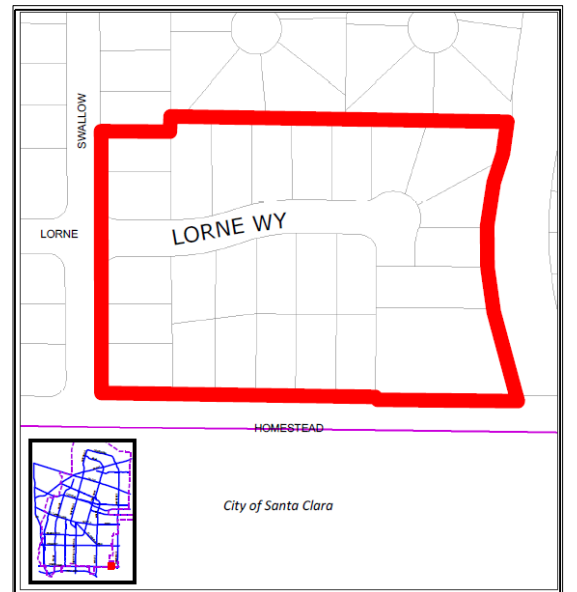 SWALLOW
LORNE
LORNE WY
HOMESTEAD
City of Santa Clara